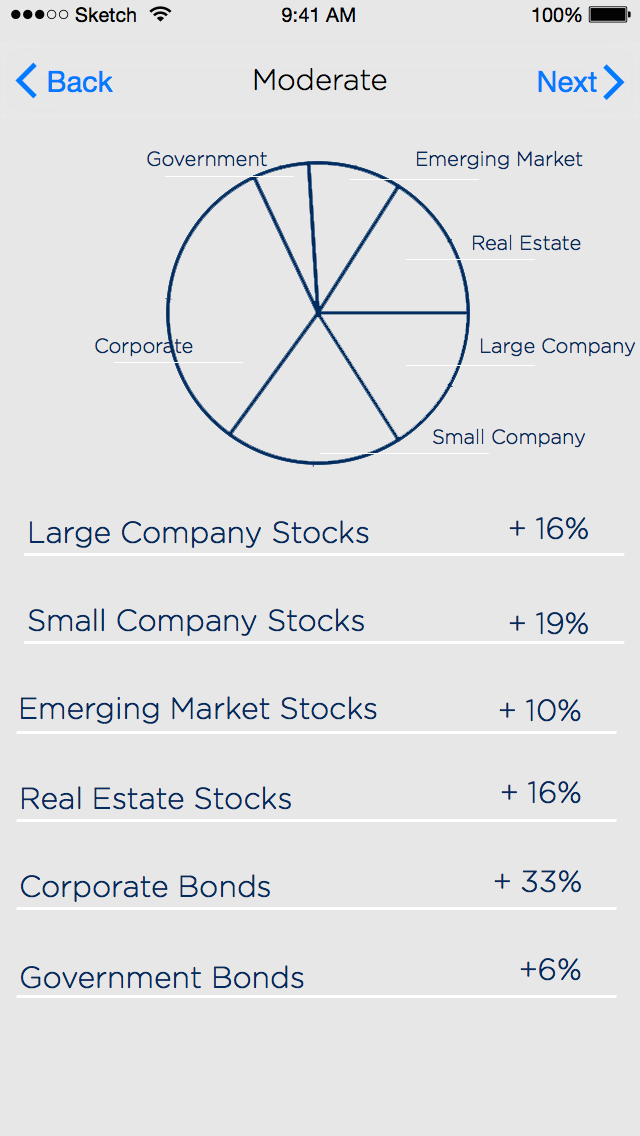 Sketch 9:41 AM 100%
Back Moderate Next
Government Emerging Market
Real Estate
Corporate Large Company
Small Company
Large Company Stocks + 16%
Small Company Stocks + 19%
Emerging Market Stocks + 10%
Real Estate Stocks + 16%
Corporate Bonds + 33%
Government Bonds +6%